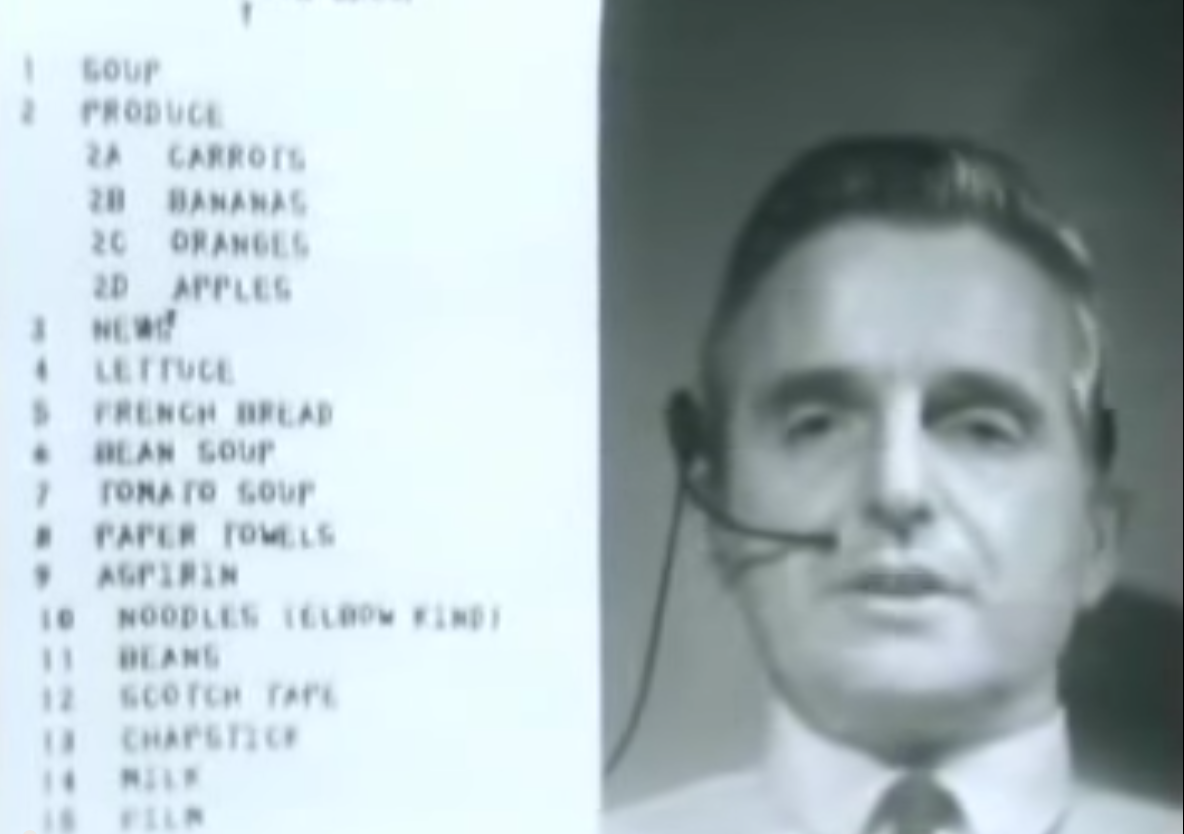 1 SOUP
2 PRODUCE
2A CARROTS
2B BANANAS
2C ORANGES
2D APPLES
3 NEWS
4 LETTUCE
5 FRENCH BREAD
6 BEAN SOUP
7 TOMATO SOUP
8 PAPER TOWELS
9 ASPIRIN
10 NOODLES (ELBOW KIND)
11 BEANS
12 SCOTCH TAPE
13 CHAPSTICK
14 MILK
15 FILM